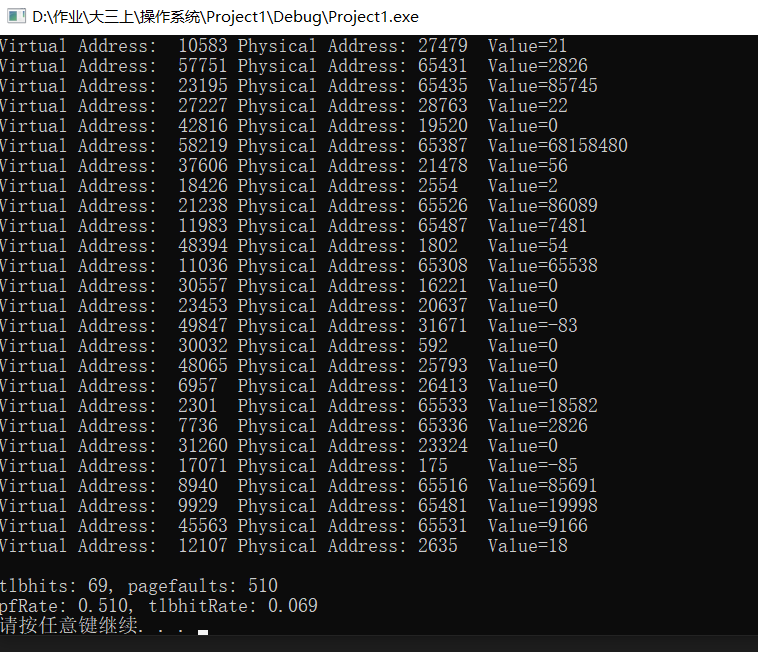 D:\作业\大三上\操作系统\Project1\Debug\Project1.exe
Virtual Address:  10583 Physical Address: 27479  Value=21
Virtual Address:  57751 Physical Address: 65431  Value=2826
Virtual Address:  23195 Physical Address: 65435  Value=85745
Virtual Address:  27227 Physical Address: 28763  Value=22
Virtual Address:  42816 Physical Address: 19520  Value=0
Virtual Address:  58219 Physical Address: 65387  Value=68158480
Virtual Address:  37606 Physical Address: 21478  Value=56
Virtual Address:  18426 Physical Address: 2554   Value=2
Virtual Address:  21238 Physical Address: 65526  Value=86089
Virtual Address:  11983 Physical Address: 65487  Value=7481
Virtual Address:  48394 Physical Address: 1802   Value=54
Virtual Address:  11036 Physical Address: 65308  Value=65538
Virtual Address:  30557 Physical Address: 16221  Value=0
Virtual Address:  23453 Physical Address: 20637  Value=0
Virtual Address:  49847 Physical Address: 31671  Value=-83
Virtual Address:  30032 Physical Address: 592    Value=0
Virtual Address:  48065 Physical Address: 25793  Value=0
Virtual Address:  6957  Physical Address: 26413  Value=0
Virtual Address:  2301  Physical Address: 65533  Value=18582
Virtual Address:  7736  Physical Address: 65336  Value=2826
Virtual Address:  31260 Physical Address: 23324  Value=0
Virtual Address:  17071 Physical Address: 175    Value=-85
Virtual Address:  8940  Physical Address: 65516  Value=85691
Virtual Address:  9929  Physical Address: 65481  Value=19998
Virtual Address:  45563 Physical Address: 65531  Value=9166
Virtual Address:  12107 Physical Address: 2635   Value=18
tlbhits: 69, pagefaults: 510
pfRate: 0.510, tlbhitRate: 0.069
请按任意键继续. . .